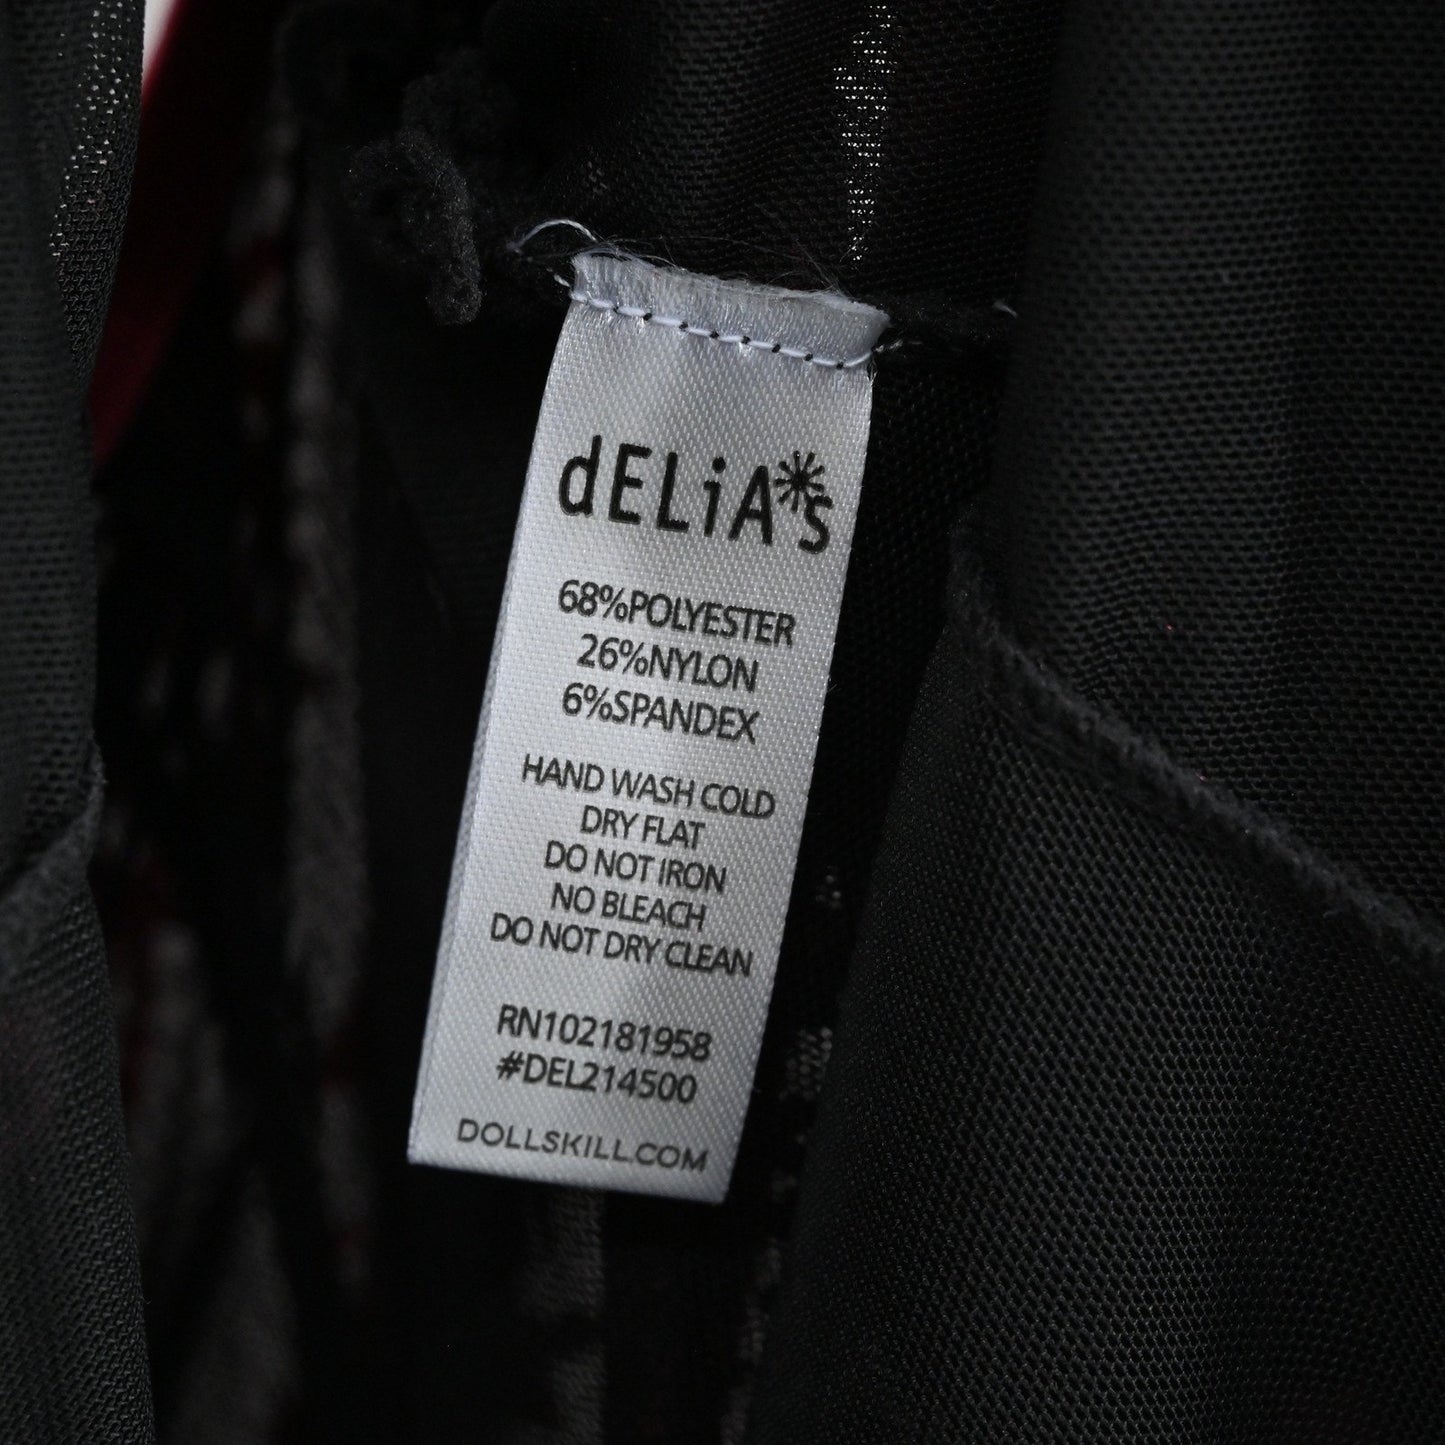 dELiA*s
68%POLYESTER
26%NYLON
6%SPANDEX
HAND WASH COLD
DRY FLAT
DO NOT IRON
NO BLEACH
DO NOT DRY CLEAN
RN102181958
#DEL214500
DOLLSKILL.COM